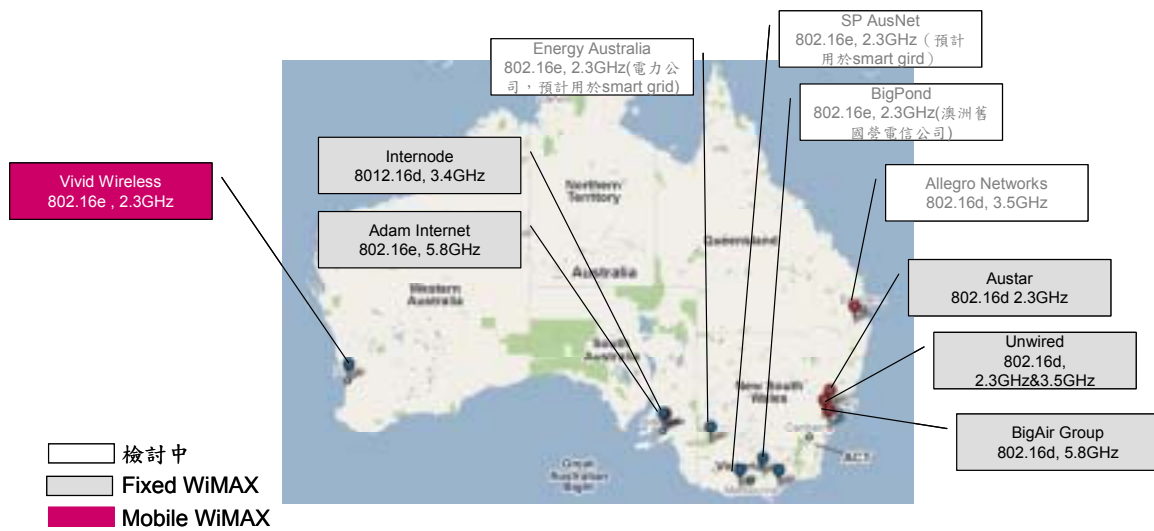 SP AusNet
802.16e, 2.3GHz（預計
用於smart gird）
Energy Australia
802.16e, 2.3GHz(電力公
司，預計用於smart grid)
BigPond
802.16e, 2.3GHz(澳洲舊
國營電信公司)
Internode
8012.16d, 3.4GHz
Vivid Wireless
802.16e , 2.3GHz
Allegro Networks
802.16d, 3.5GHz
Adam Internet
802.16e, 5.8GHz
Northern
Territory
Queensland
Australia
Western
Australia
South
Australia
New South
Wales
Austar
802.16d 2.3GHz
Unwired
802.16d,
2.3GHz&3.5GHz
BigAir Group
802.16d, 5.8GHz
ACT
Great
Australian
Bight
檢討中
Fixed WiMAX
Mobile WiMAX